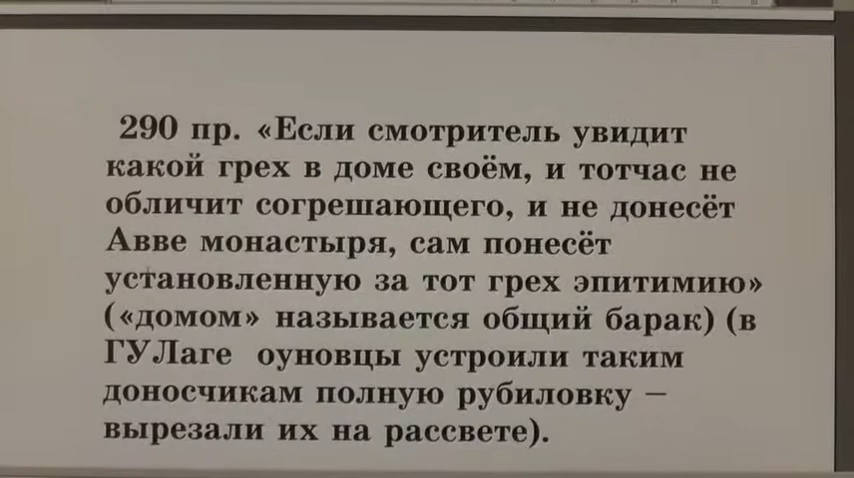 290 пр. «Если смотритель увидит
какой грех в доме своём, и тотчас не
обличит согрешающего, и не донесёт
Авве монастыря, сам понесёт
установленную за тот грех эпитимию»
(«домом» называется общий барак) (в
ГУЛаге оуновцы устроили таким
доносчикам полную рубиловку –
вырезали их на рассвете).